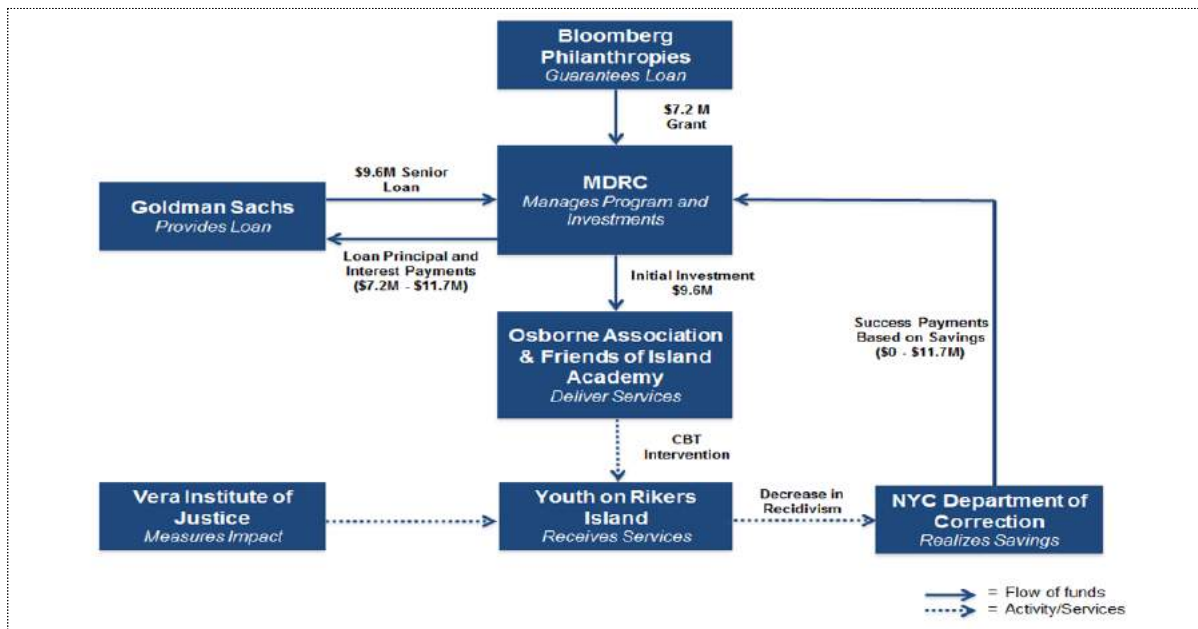 Bloomberg
Philanthropies
Guarantees Loan
$7.2 M
Grant
$9.6M Senior
Loan
MDRC
Manages Program and
Investments
Goldman Sachs
Provides Loan
Loan Principal and
Interest Payments
($7.2M - $11.7M)
Initial Investment
$9.6M
Osborne Association
& Friends of Island
Academy
Deliver Services
Success Payments
Based on Savings
($0 - $11.7M)
CBT
Intervention
Vera Institute of
Justice
Measures Impact
Youth on Rikers
Island
Receives Services
Decrease in
Recidivism
NYC Department of
Correction
Realizes Savings
= Flow of funds
= Activity/Services